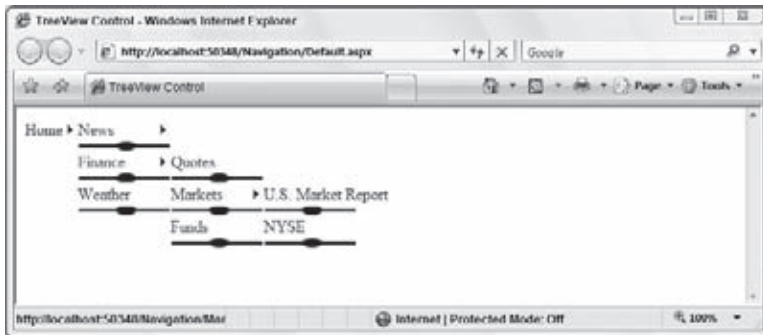 TreeView Control - Windows Internet Explorer
http://localhost:50348/Navigation/Default.aspx
Google
TreeView Control
Page
Tools
Home News
Finance Quotes
Weather Markets U.S. Market Report
Funds NYSE
http://localhost:50348/Navigation/Mar
Internet | Protected Mode: Off
100%